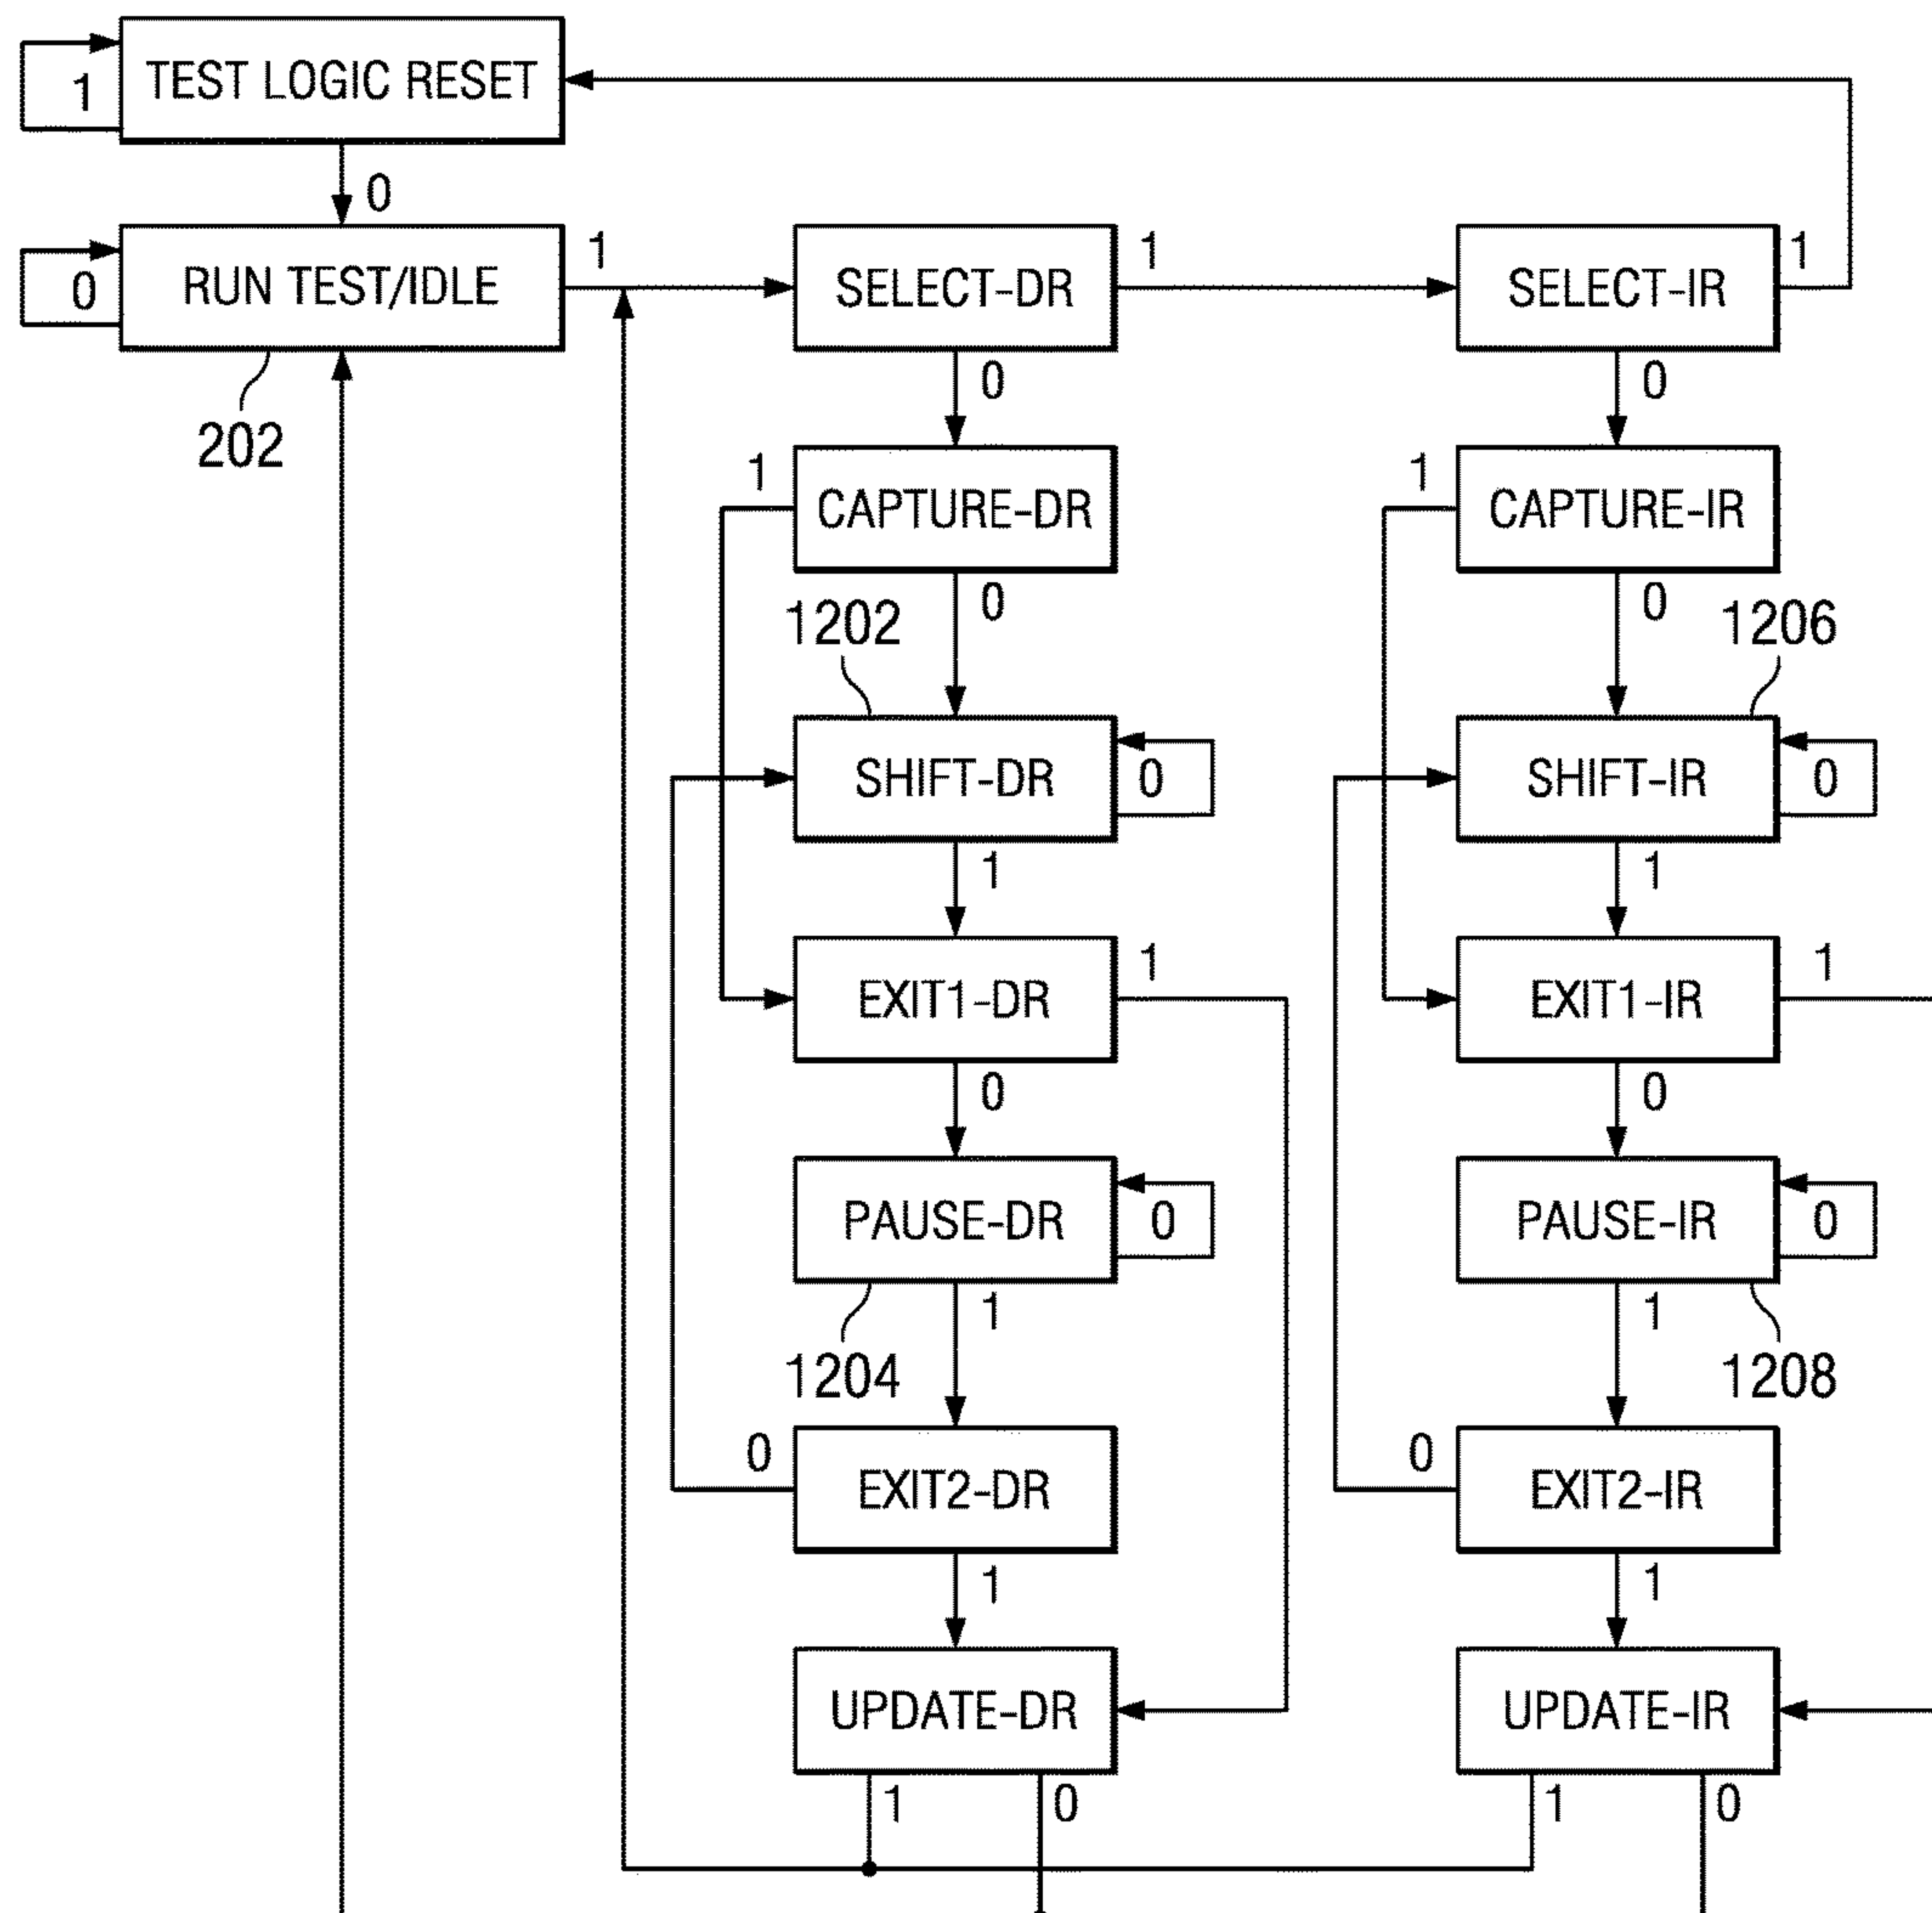 TEST LOGIC RESET
1
0
RUN TEST/IDLE
0
1
SELECT-DR
1
SELECT-IR
1
202
0
0
1
CAPTURE-DR
1
CAPTURE-IR
0
0
1202
1206
SHIFT-DR
0
SHIFT-IR
0
1
1
EXIT1-DR
1
EXIT1-IR
1
0
0
PAUSE-DR
0
PAUSE-IR
0
1
1
1204
1208
0
EXIT2-DR
0
EXIT2-IR
1
1
UPDATE-DR
UPDATE-IR
1
0
1
0